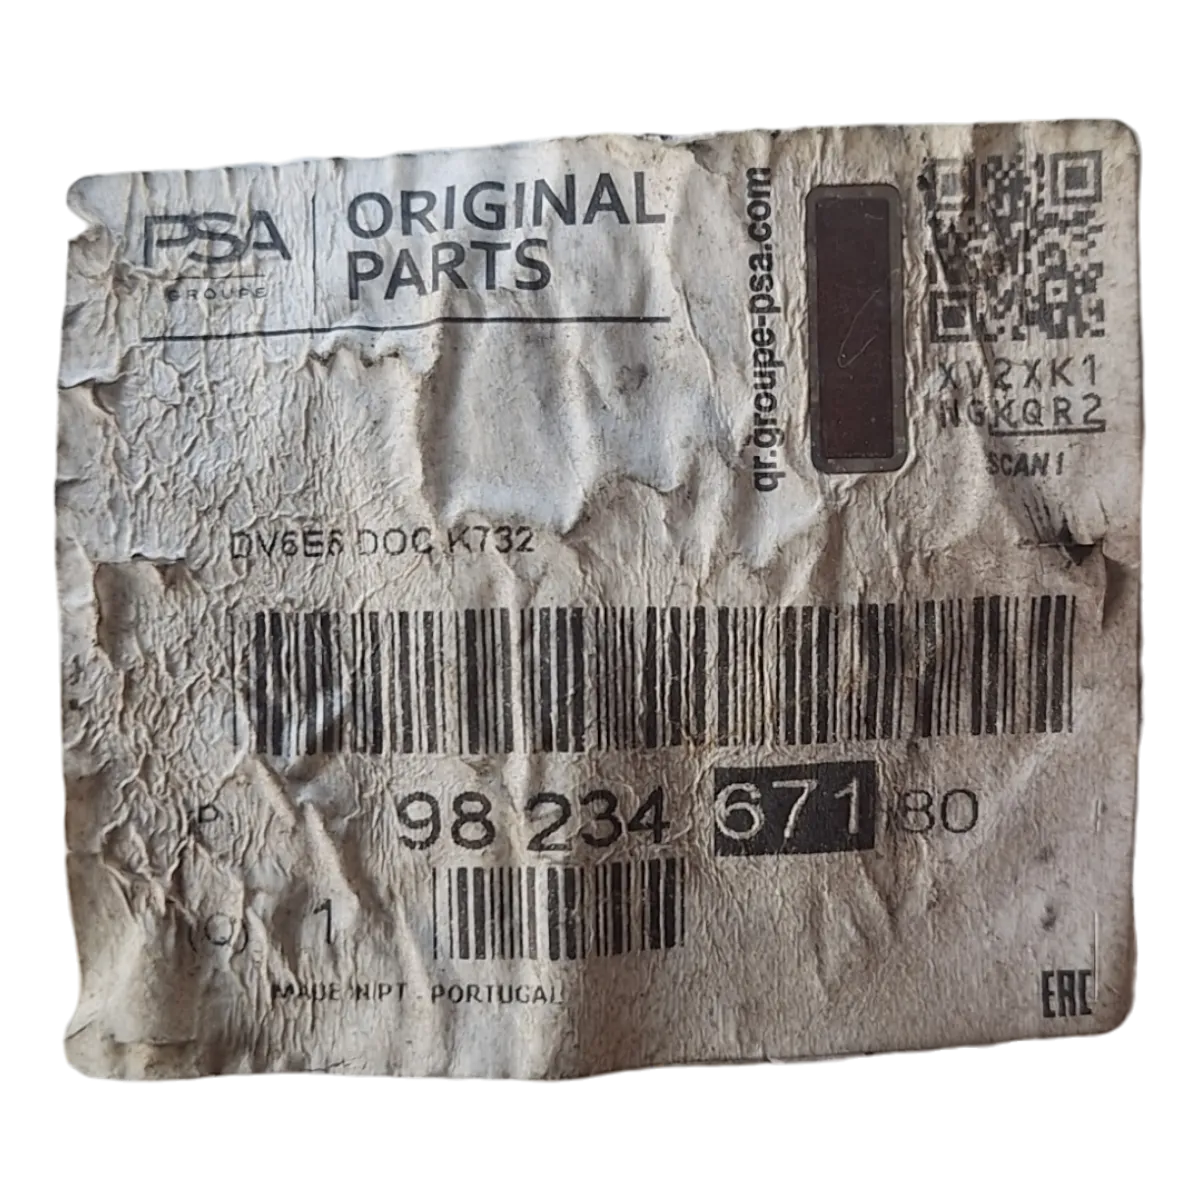 PSA
GROUPE
ORIGINAL
PARTS
qr.groupe-psa.com
XV2XK1
NGKQR2
SCAN !
DV6E6 DOC K732
P
98 234 671 80
(Q) 1
MADE IN PT - PORTUGAL
EAC